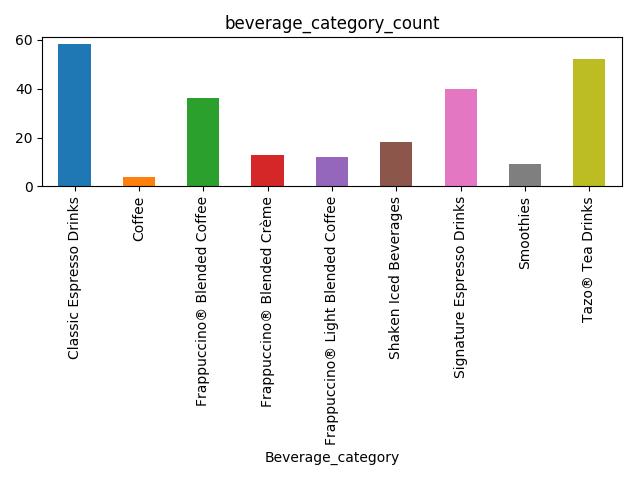 beverage_category_count
60
40
20
0
Classic Espresso Drinks
Coffee
Frappuccino® Blended Coffee
Frappuccino® Blended Crème
Frappuccino® Light Blended Coffee
Shaken Iced Beverages
Signature Espresso Drinks
Smoothies
Tazo® Tea Drinks
Beverage_category